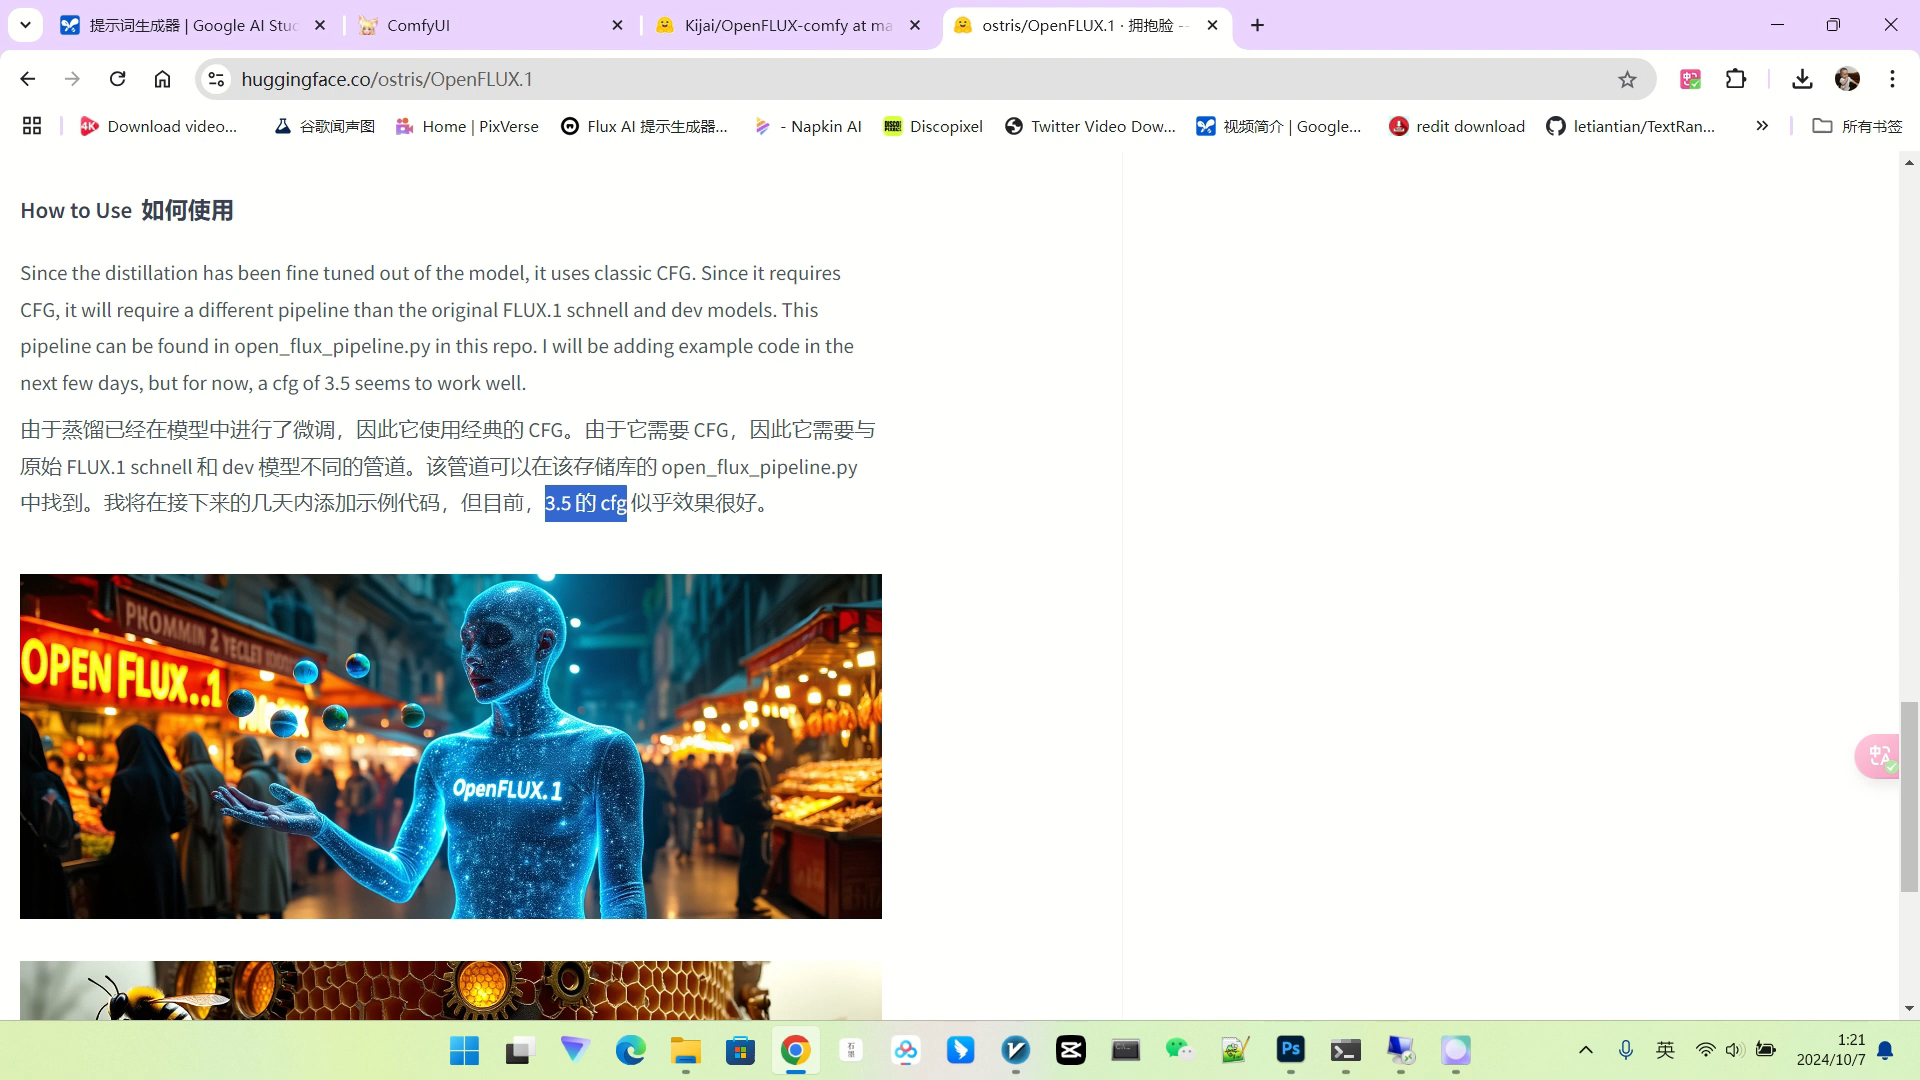 提示词生成器 | Google AI Stuc
ComfyUI
Kijai/OpenFLUX-comfy at ma
ostris/OpenFLUX.1 · 拥抱脸 --
huggingface.co/ostris/OpenFLUX.1
Download video...
谷歌闻声图
Home | PixVerse
Flux AI 提示生成器...
- Napkin AI
Discopixel
Twitter Video Dow...
视频简介 | Google...
redit download
letiantian/TextRan...
所有书签
How to Use 如何使用
Since the distillation has been fine tuned out of the model, it uses classic CFG. Since it requires
CFG, it will require a different pipeline than the original FLUX.1 schnell and dev models. This
pipeline can be found in open_flux_pipeline.py in this repo. I will be adding example code in the
next few days, but for now, a cfg of 3.5 seems to work well.
由于蒸馏已经在模型中进行了微调，因此它使用经典的 CFG。由于它需要 CFG，因此它需要与
原始 FLUX.1 schnell 和 dev 模型不同的管道。该管道可以在该存储库的 open_flux_pipeline.py
中找到。我将在接下来的几天内添加示例代码，但目前，3.5 的 cfg 似乎效果很好。
PROMMIN 2 YECLET
OPEN FLUX..1
OpenFLUX.1
Ps
英
1:21
2024/10/7